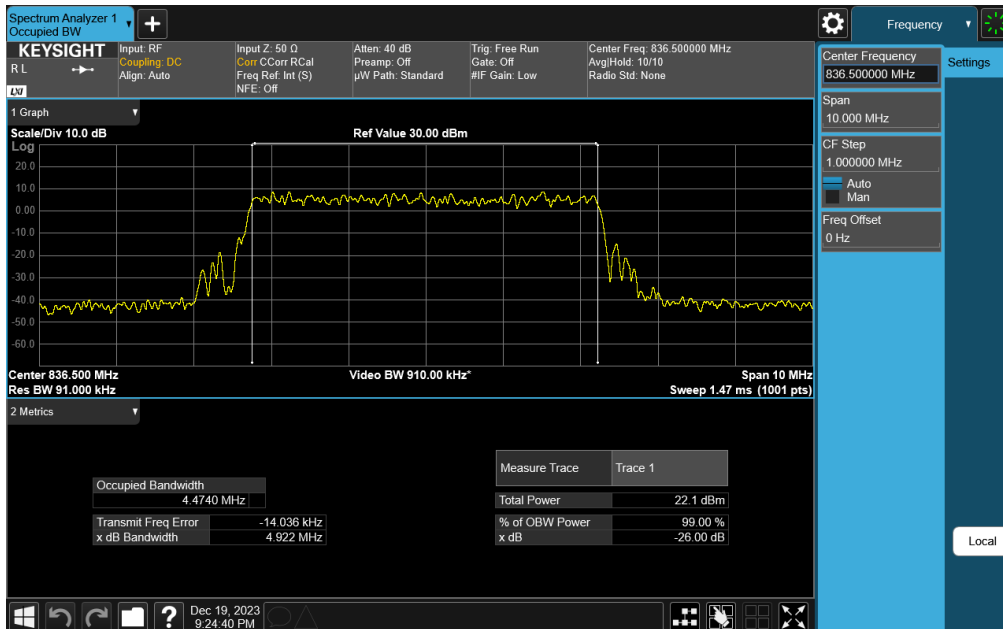 Spectrum Analyzer 1
Occupied BW
+
Frequency
KEYSIGHT
R L
LXI
Input: RF
Coupling: DC
Align: Auto
Input Z: 50 Ω
Corr CCorr RCal
Freq Ref: Int (S)
NFE: Off
Atten: 40 dB
Preamp: Off
µW Path: Standard
Trig: Free Run
Gate: Off
#IF Gain: Low
Center Freq: 836.500000 MHz
Avg|Hold: 10/10
Radio Std: None
Center Frequency
836.500000 MHz
Settings
Span
10.000 MHz
CF Step
1.000000 MHz
Auto
Man
Freq Offset
0 Hz
Local
1 Graph
Scale/Div 10.0 dB
Ref Value 30.00 dBm
Log
20.0
10.0
0.00
-10.0
-20.0
-30.0
-40.0
-50.0
-60.0
Center 836.500 MHz
Video BW 910.00 kHz*
Span 10 MHz
Res BW 91.000 kHz
Sweep 1.47 ms (1001 pts)
2 Metrics
Measure Trace Trace 1
Occupied Bandwidth
4.4740 MHz
Total Power 22.1 dBm
Transmit Freq Error -14.036 kHz
% of OBW Power 99.00 %
x dB Bandwidth 4.922 MHz
x dB -26.00 dB
?
Dec 19, 2023
9:24:40 PM